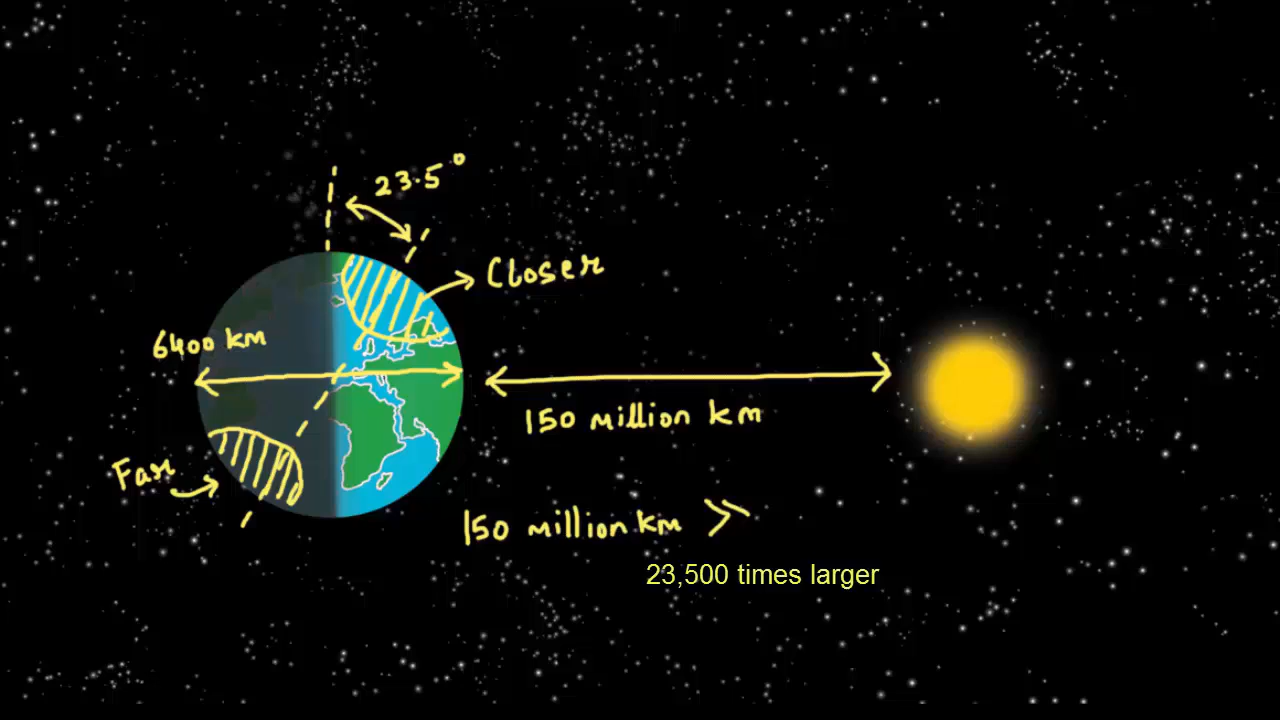 23.5°
Closer
6400 km
150 million km
Far
150 million km >>
23,500 times larger